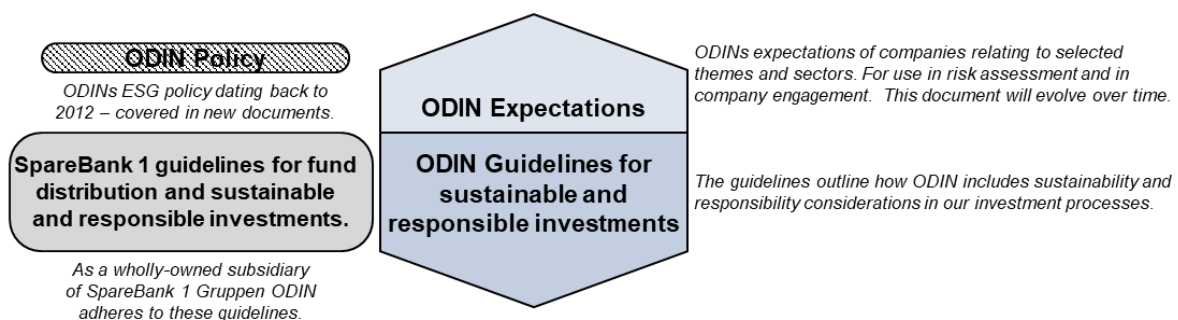 ODIN Policy
ODINs ESG policy dating back to
2012 – covered in new documents.
SpareBank 1 guidelines for fund
distribution and sustainable
and responsible investments.
As a wholly-owned subsidiary
of SpareBank 1 Gruppen ODIN
adheres to these guidelines.
ODIN Expectations
ODIN Guidelines for
sustainable and
responsible investments
ODINs expectations of companies relating to selected
themes and sectors. For use in risk assessment and in
company engagement.  This document will evolve over time.
The guidelines outline how ODIN includes sustainability and
responsibility considerations in our investment processes.